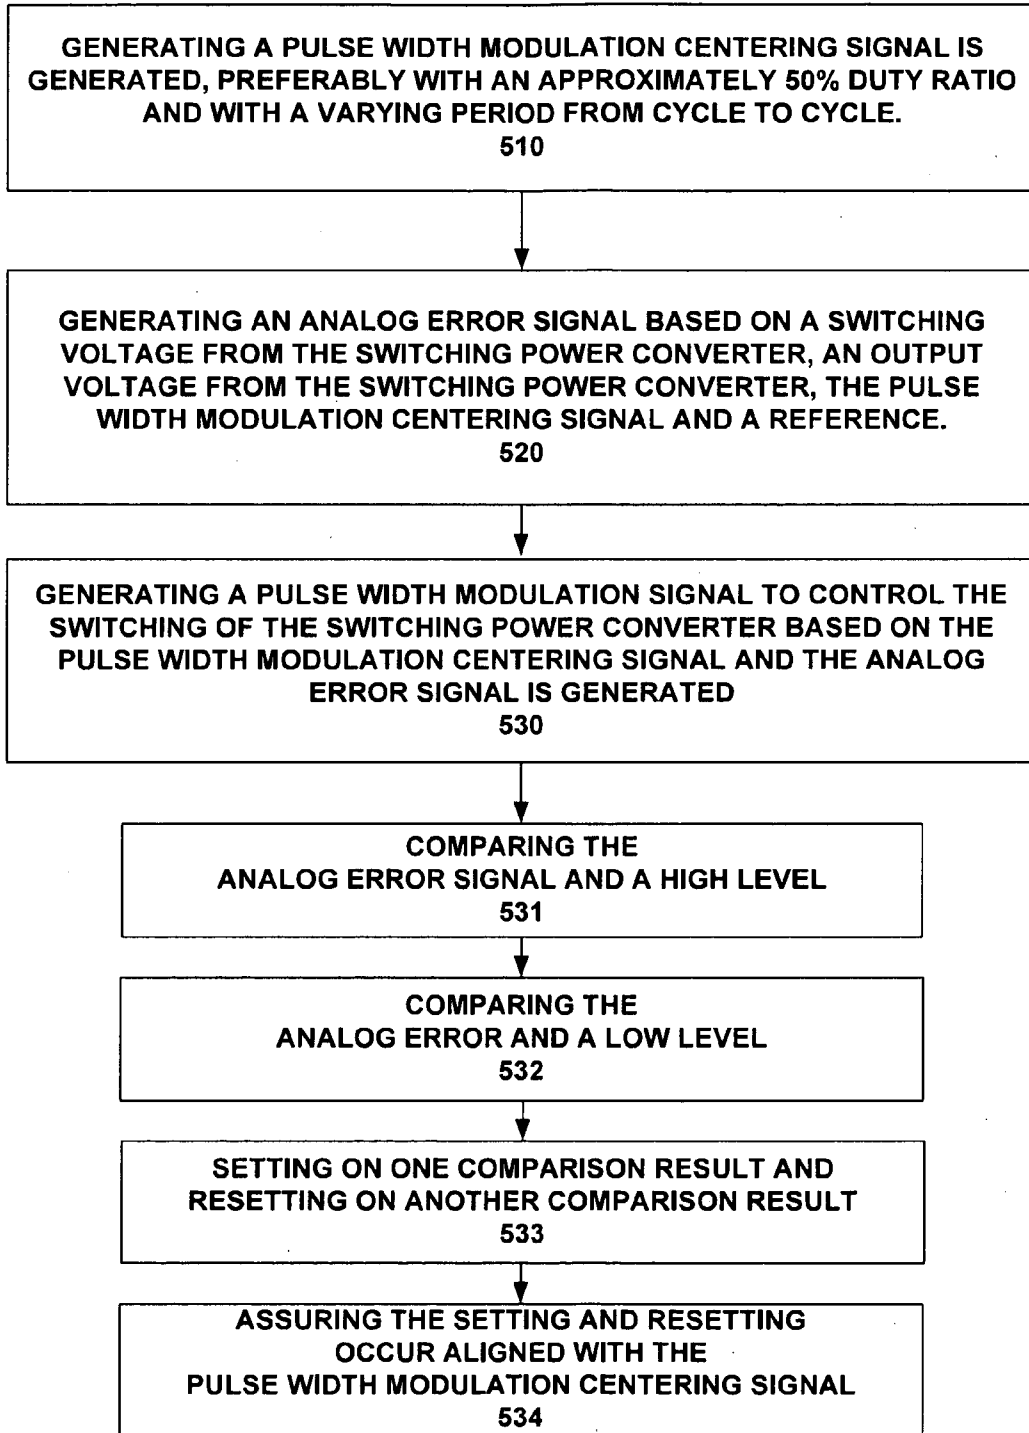 GENERATING A PULSE WIDTH MODULATION CENTERING SIGNAL IS
GENERATED, PREFERABLY WITH AN APPROXIMATELY 50% DUTY RATIO
AND WITH A VARYING PERIOD FROM CYCLE TO CYCLE.
510
GENERATING AN ANALOG ERROR SIGNAL BASED ON A SWITCHING
VOLTAGE FROM THE SWITCHING POWER CONVERTER, AN OUTPUT
VOLTAGE FROM THE SWITCHING POWER CONVERTER, THE PULSE
WIDTH MODULATION CENTERING SIGNAL AND A REFERENCE.
520
GENERATING A PULSE WIDTH MODULATION SIGNAL TO CONTROL THE
SWITCHING OF THE SWITCHING POWER CONVERTER BASED ON THE
PULSE WIDTH MODULATION CENTERING SIGNAL AND THE ANALOG
ERROR SIGNAL IS GENERATED
530
COMPARING THE
ANALOG ERROR SIGNAL AND A HIGH LEVEL
531
COMPARING THE
ANALOG ERROR AND A LOW LEVEL
532
SETTING ON ONE COMPARISON RESULT AND
RESETTING ON ANOTHER COMPARISON RESULT
533
ASSURING THE SETTING AND RESETTING
OCCUR ALIGNED WITH THE
PULSE WIDTH MODULATION CENTERING SIGNAL
534